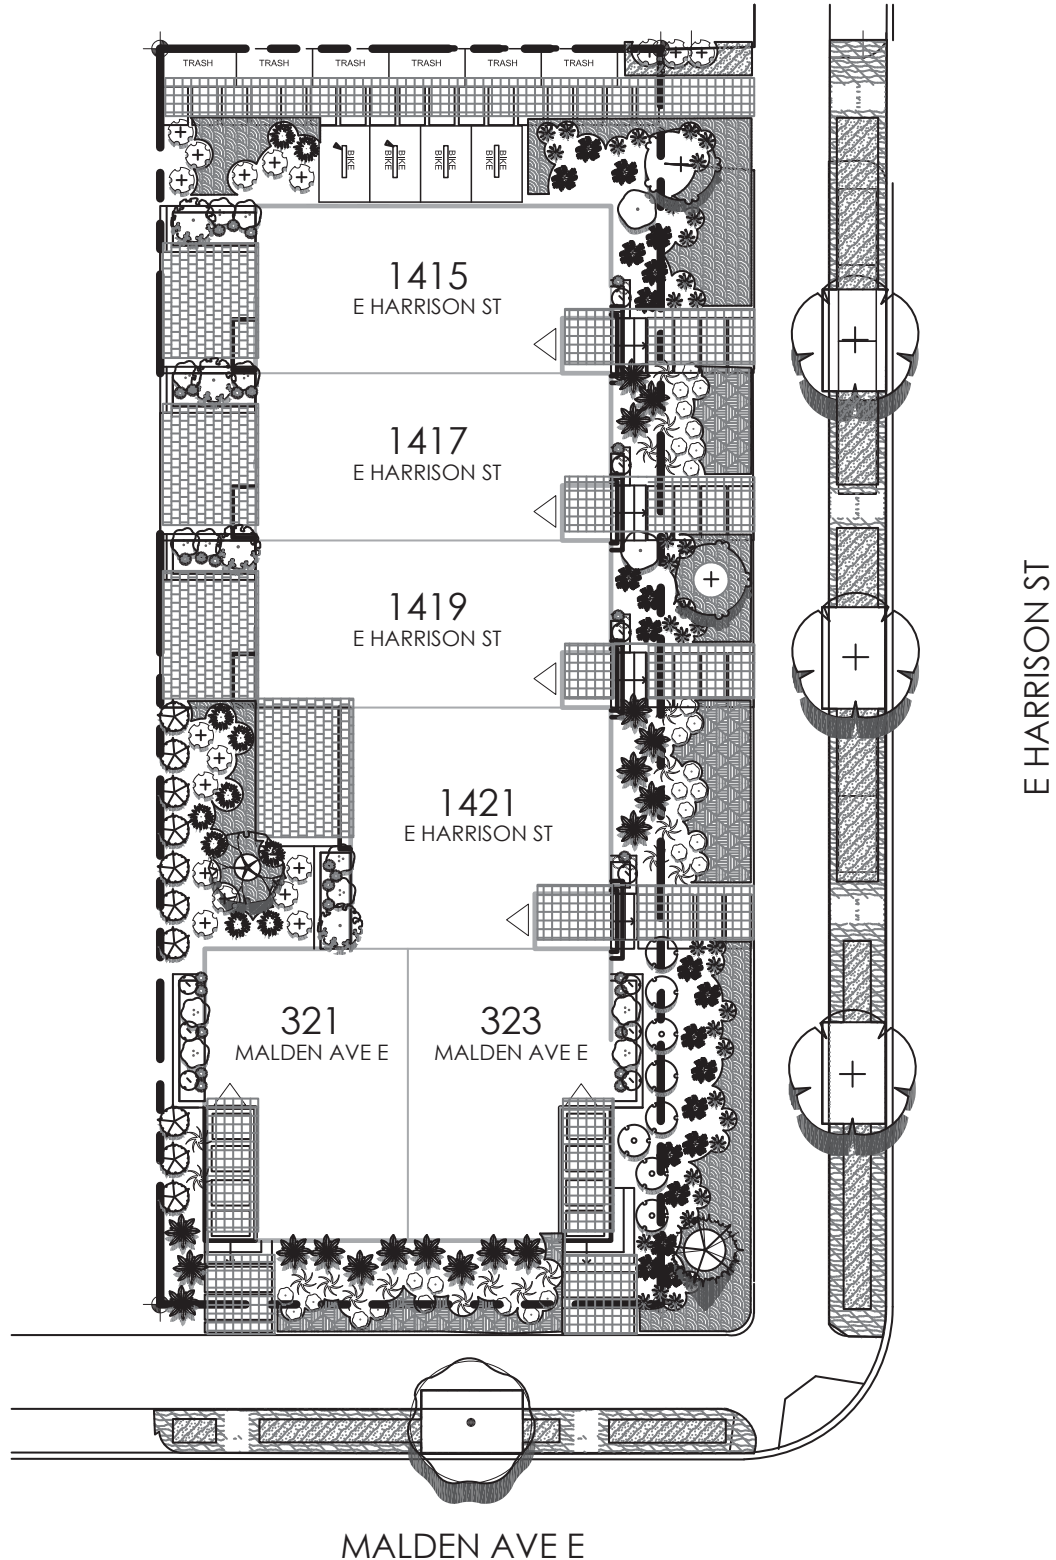 TRASH TRASH TRASH TRASH TRASH TRASH
BIKE BIKE BIKE BIKE
1415
E HARRISON ST
1417
E HARRISON ST
1419
E HARRISON ST
E HARRISON ST
1421
E HARRISON ST
321
MALDEN AVE E
323
MALDEN AVE E
MALDEN AVE E